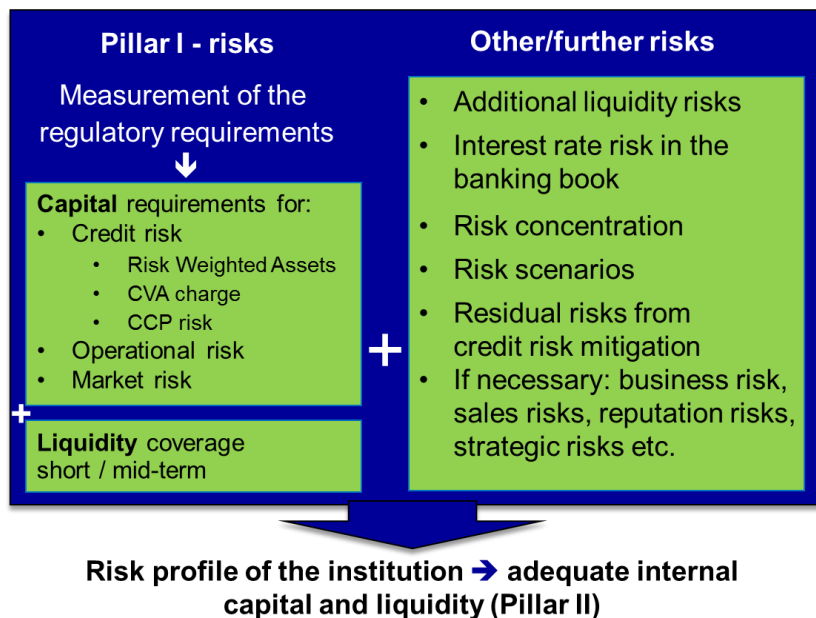 Pillar I - risks
Measurement of the
regulatory requirements
Capital requirements for:
• Credit risk
• Risk Weighted Assets
• CVA charge
• CCP risk
• Operational risk
• Market risk
+
Liquidity coverage
short / mid-term
+
Other/further risks
• Additional liquidity risks
• Interest rate risk in the
banking book
• Risk concentration
• Risk scenarios
• Residual risks from
credit risk mitigation
• If necessary: business risk,
sales risks, reputation risks,
strategic risks etc.
Risk profile of the institution ➔ adequate internal
capital and liquidity (Pillar II)